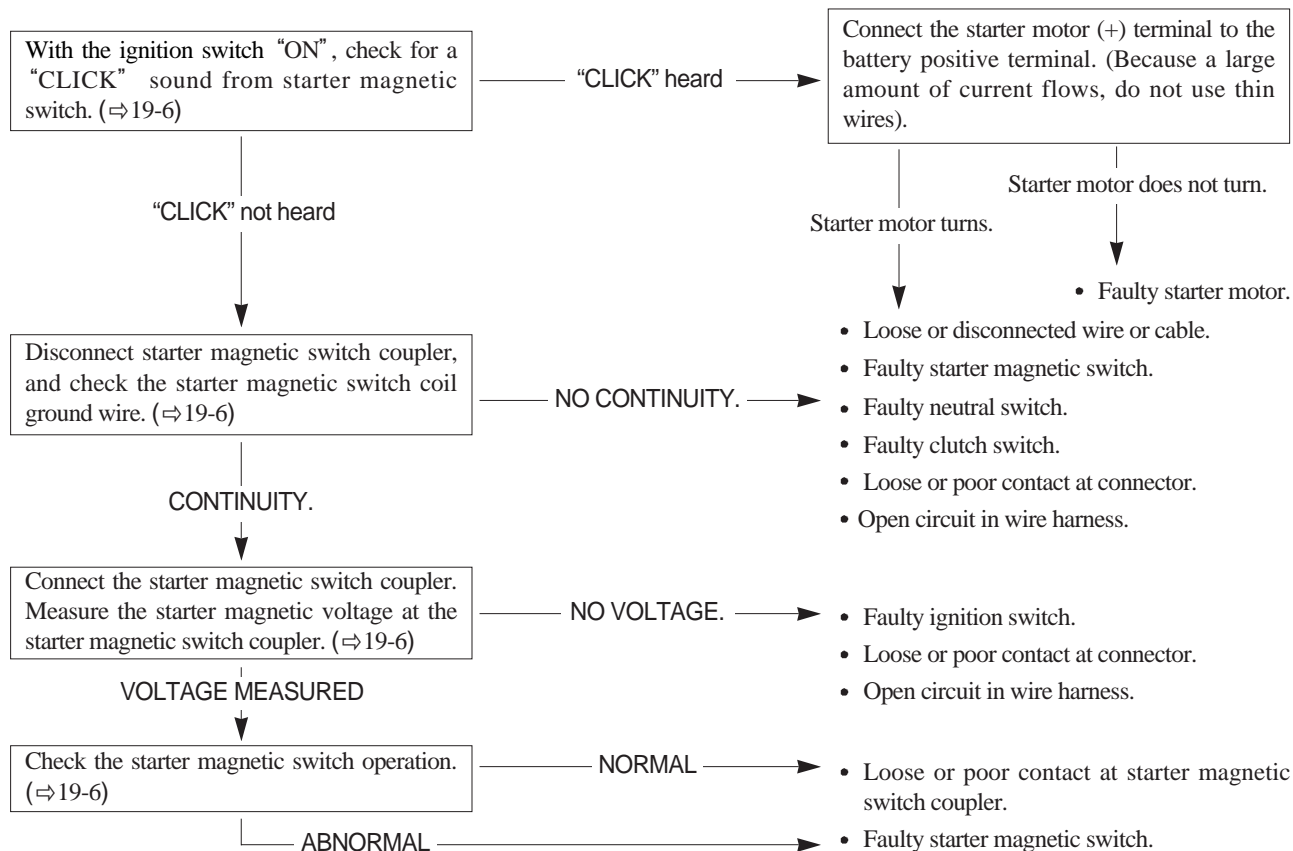 With the ignition switch “ON”, check for a
“CLICK” sound from starter magnetic
switch. (⇨19-6)
“CLICK” heard
Connect the starter motor (+) terminal to the
battery positive terminal. (Because a large
amount of current flows, do not use thin
wires).
“CLICK” not heard
Starter motor does not turn.
Starter motor turns.
• Faulty starter motor.
Disconnect starter magnetic switch coupler,
and check the starter magnetic switch coil
ground wire. (⇨19-6)
NO CONTINUITY.
• Loose or disconnected wire or cable.
• Faulty starter magnetic switch.
• Faulty neutral switch.
• Faulty clutch switch.
• Loose or poor contact at connector.
• Open circuit in wire harness.
CONTINUITY.
Connect the starter magnetic switch coupler.
Measure the starter magnetic voltage at the
starter magnetic switch coupler. (⇨19-6)
NO VOLTAGE.
• Faulty ignition switch.
• Loose or poor contact at connector.
• Open circuit in wire harness.
VOLTAGE MEASURED
Check the starter magnetic switch operation.
(⇨19-6)
NORMAL
• Loose or poor contact at starter magnetic
switch coupler.
ABNORMAL
• Faulty starter magnetic switch.